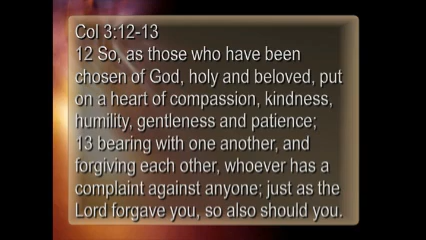 Col 3:12-13
12 So, as those who have been
chosen of God, holy and beloved, put
on a heart of compassion, kindness,
humility, gentleness and patience;
13 bearing with one another, and
forgiving each other, whoever has a
complaint against anyone; just as the
Lord forgave you, so also should you.